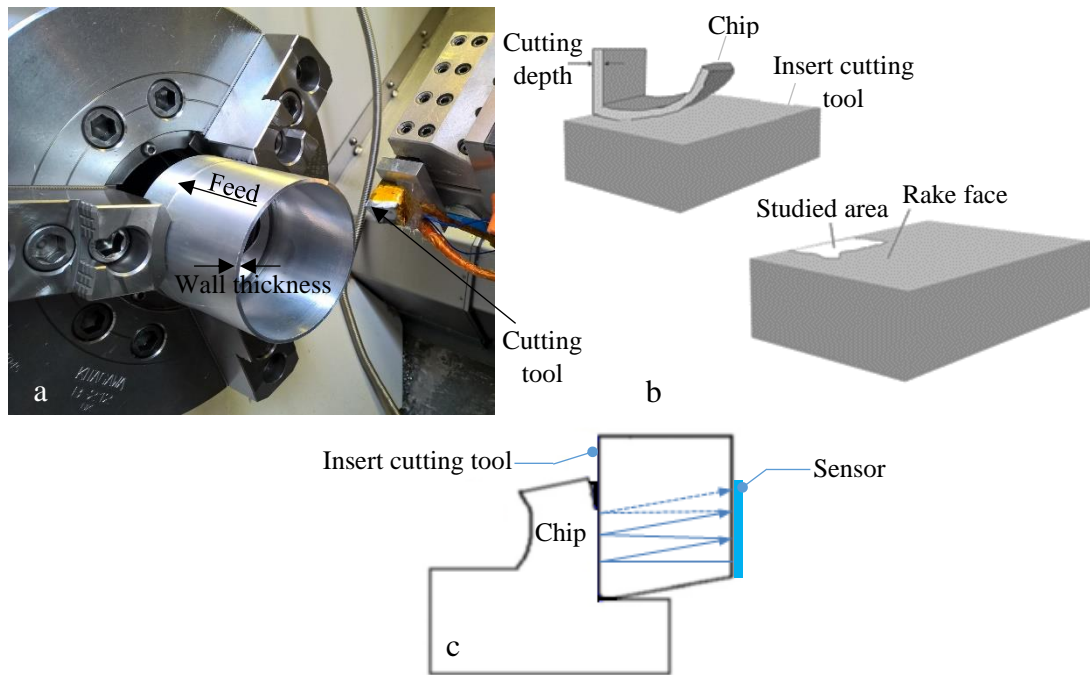 Feed
Wall thickness
Cutting
tool
a
Cutting
depth
Chip
Insert cutting
tool
Studied area
Rake face
b
Insert cutting tool
Sensor
Chip
c